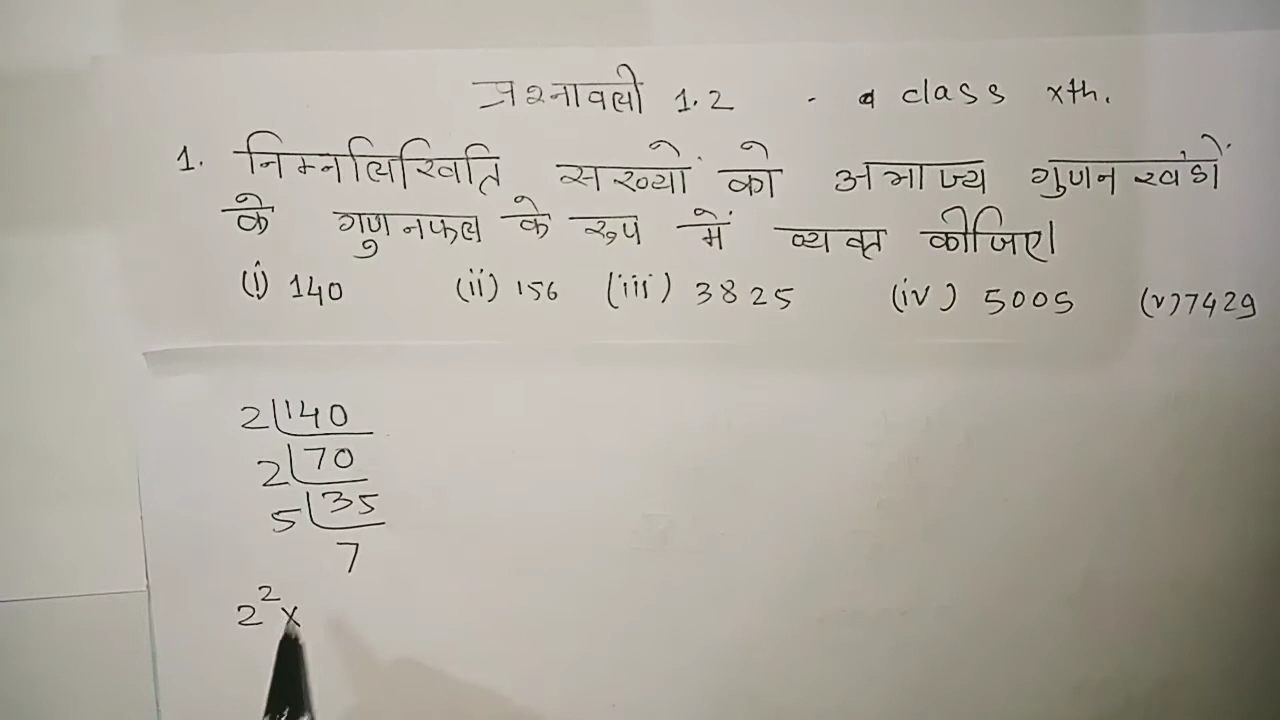 प्रश्नावली 1.2 . class xth.
1. निम्नलिखिति सख्यों को अभाज्य गुणनखंडों
के गुणनफल के रूप में व्यक्त कीजिए।
(i) 140 (ii) 156 (iii) 3825 (iv) 5005 (v) 7429
2 140
2 70
5 35
7
2² x